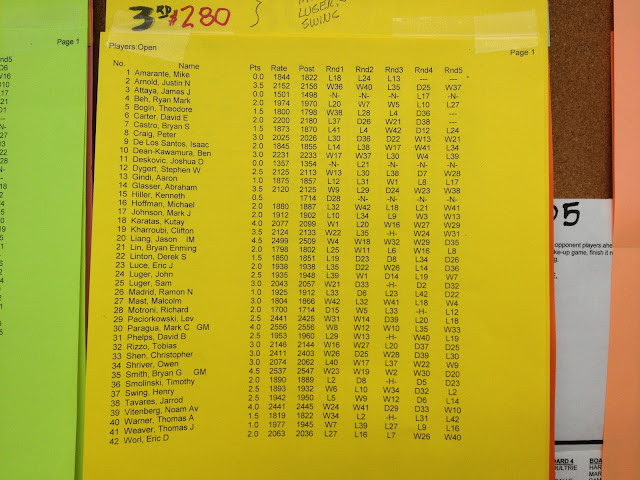 3RD $280
LUGER,
SWING
Page 1
Players:Open
Page 1
No. Name Pts Rate Post Rnd1 Rnd2 Rnd3 Rnd4 Rnd5
1 Amarante, Mike 0.0 1844 1822 L18 L24 L13 --- ---
2 Arnold, Justin N 3.5 2152 2156 W36 W40 L35 D25 W37
3 Attaya, James J 0.0 1501 1498 -N- -N- -N- L17 -N-
4 Beh, Ryan Mark 2.0 1974 1970 L20 W7 W5 L10 L27
5 Bogin, Theodore 1.5 1800 1798 W38 L28 L4 D36 ---
6 Carter, David E 2.0 2200 2180 L37 D26 W21 D38 ---
7 Castro, Bryan S 1.5 1873 1870 L41 L4 W42 D12 L24
8 Craig, Peter 3.0 2025 2026 L30 D36 D22 W13 W21
9 De Los Santos, Isaac 2.0 1845 1855 L14 L38 W17 W41 L34
10 Dean-Kawamura, Ben 3.0 2231 2233 W17 W37 L30 W4 L39
11 Deskovic, Joshua D 0.0 1357 1354 -N- L21 -N- -N- -N-
12 Dygert, Stephen W 2.5 2125 2113 W13 L30 L38 D7 W28
13 Gindi, Aaron 1.0 1875 1857 L12 L31 W1 L8 L17
14 Glasser, Abraham 3.5 2120 2125 W9 L29 D24 W23 W38
15 Hiller, Kenneth 0.5 1714 D28 -N- -N- -N- -N-
16 Hoffman, Michael 2.0 1880 1887 L32 W42 L18 L21 W41
17 Johnson, Mark J 2.0 1912 1902 L10 L34 L9 W3 W13
18 Karatas, Kutay 4.0 2077 2099 W1 L20 W16 W27 W29
19 Kharroubi, Clifton 3.5 2124 2133 W22 L35 -H- W24 W31
20 Liang, Jason IM 4.5 2499 2509 W4 W18 W32 W29 D35
21 Lin, Bryan Enming 2.0 1798 1802 L25 W11 L6 W16 L8
22 Linton, Derek S 1.5 1850 1851 L19 D23 D8 L34 D26
23 Luce, Eric J 2.0 1938 1938 L35 D22 W26 L14 D36
24 Luger, John 2.5 1935 1948 L39 W1 D14 L19 W7
25 Luger, Sam 3.0 2043 2057 W21 D33 -H- D2 D32
26 Madrid, Ramon N 1.0 1925 1912 L33 D6 L23 L42 D22
27 Mast, Malcolm 3.0 1804 1866 W42 L32 W41 L18 W4
28 Motroni, Richard 2.0 1700 1714 D15 W5 L33 -H- L12
29 Paciorkowski, Lev 2.5 2441 2425 W31 W14 D39 L20 L18
30 Paragua, Mark C GM 4.0 2556 2556 W8 W12 W10 L35 W33
31 Phelps, David B 2.5 1953 1960 L29 W13 -H- W40 L19
32 Rizzo, Tobias 3.0 2146 2144 W16 W27 L20 D37 D25
33 Shen, Christopher 3.0 2411 2403 W26 D25 W28 D39 L30
34 Shriver, Owen 3.0 2074 2062 L40 W17 L37 W22 W9
35 Smith, Bryan G GM 4.5 2537 2547 W23 W19 W2 W30 D20
36 Smolinski, Timothy 2.0 1890 1889 L2 D8 -H- D5 D23
37 Swing, Henry 2.5 1893 1932 W6 L10 W34 D32 L2
38 Tavares, Jarrod 2.5 1942 1950 L5 W9 W12 D6 L14
39 Vitenberg, Noam Av 4.0 2441 2445 W24 W41 D29 D33 W10
40 Warner, Thomas A 1.5 1819 1822 W34 L2 -H- L31 L42
41 Weaver, Thomas J 1.0 1977 1945 W7 L39 L27 L9 L16
42 Worl, Eric D 2.0 2063 2036 L27 L16 L7 W26 W40